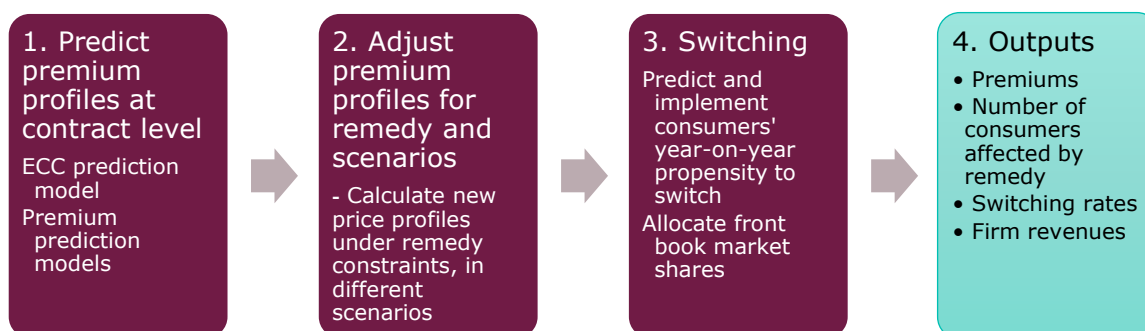 1. Predict
premium
profiles at
contract level
ECC prediction
model
Premium
prediction
models
2. Adjust
premium
profiles for
remedy and
scenarios
- Calculate new
price profiles
under remedy
constraints, in
different
scenarios
3. Switching
Predict and
implement
consumers'
year-on-year
propensity to
switch
Allocate front
book market
shares
4. Outputs
• Premiums
• Number of
consumers
affected by
remedy
• Switching rates
• Firm revenues